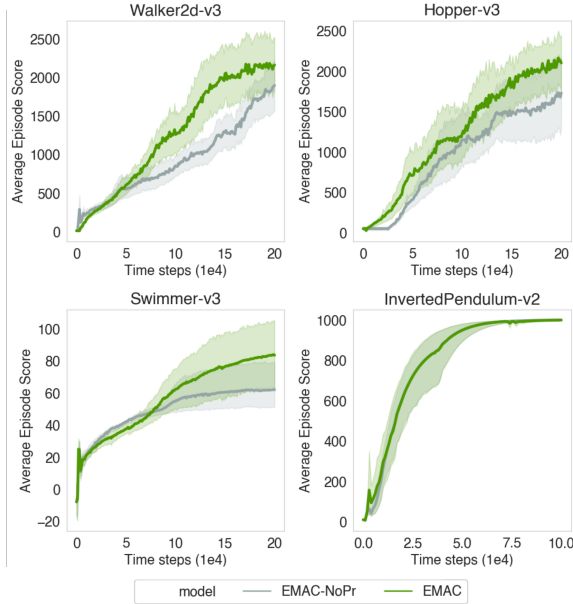 Walker2d-v3
Average Episode Score
2500
2000
1500
1000
500
0
0 5 10 15 20
Time steps (1e4)
Hopper-v3
Average Episode Score
2500
2000
1500
1000
500
0
0 5 10 15 20
Time steps (1e4)
Swimmer-v3
Average Episode Score
100
80
60
40
20
0
−20
0 5 10 15 20
Time steps (1e4)
InvertedPendulum-v2
Average Episode Score
1000
800
600
400
200
0
0.0 2.5 5.0 7.5 10.0
Time steps (1e4)
model EMAC-NoPr EMAC